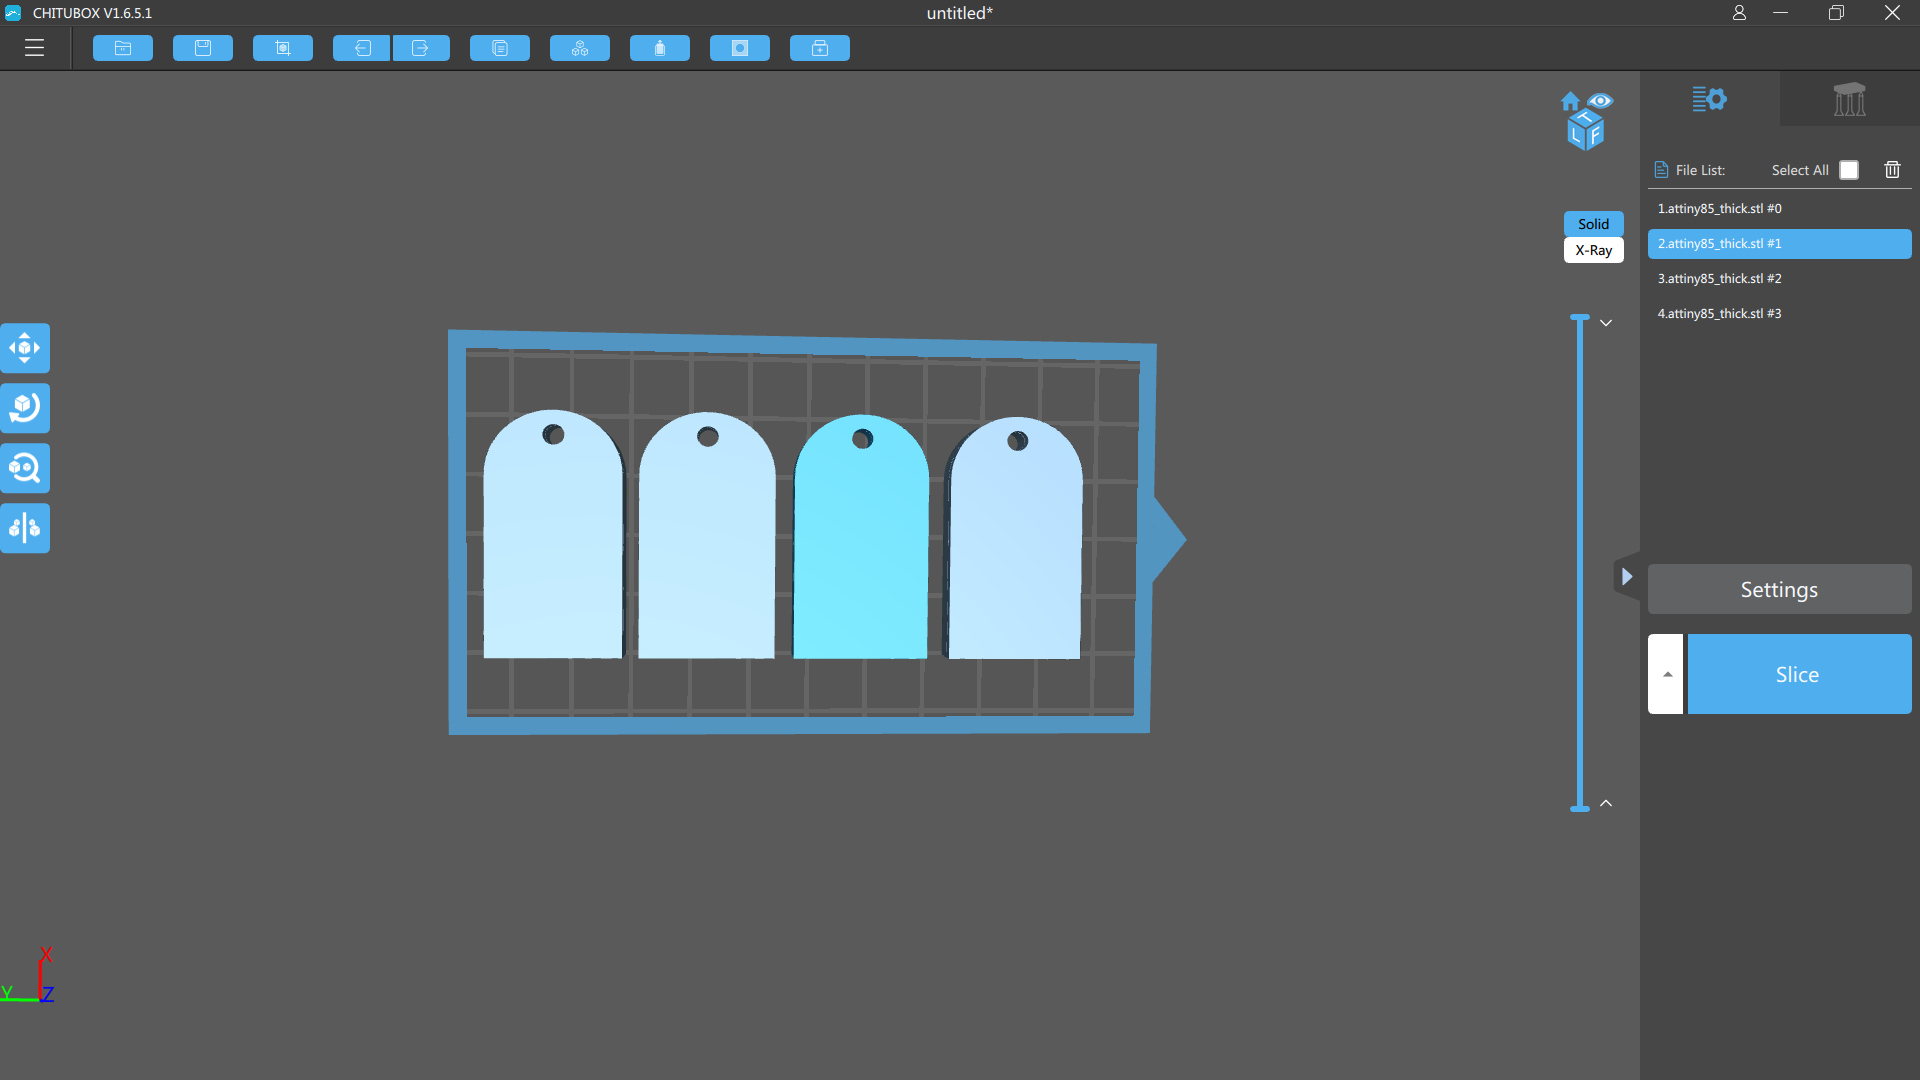 CHITUBOX V1.6.5.1
untitled*
T
L F
File List:
Select All
1.attiny85_thick.stl #0
Solid
2.attiny85_thick.stl #1
X-Ray
3.attiny85_thick.stl #2
4.attiny85_thick.stl #3
Settings
Slice
X
Y
Z